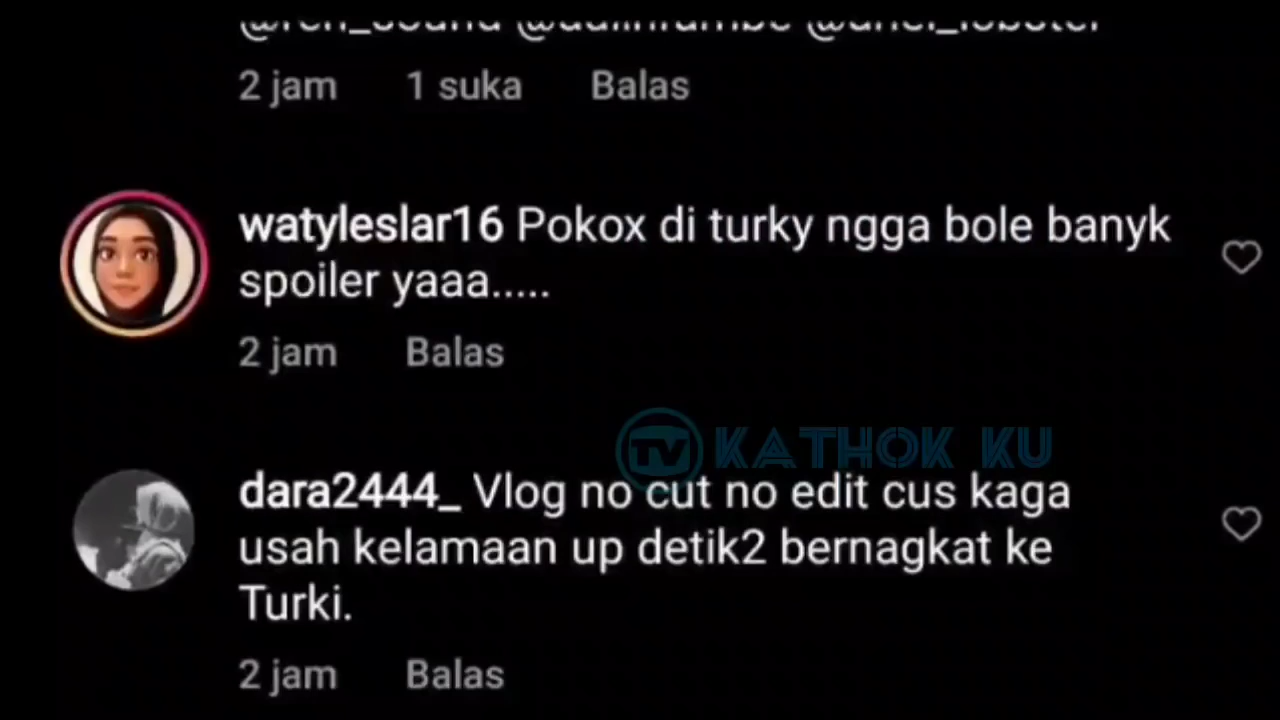 2 jam 1 suka Balas
watyleslar16 Pokox di turky ngga bole banyk
spoiler yaaa.....
2 jam Balas
TV KATHOK KU
dara2444_ Vlog no cut no edit cus kaga
usah kelamaan up detik2 bernagkat ke
Turki.
2 jam Balas